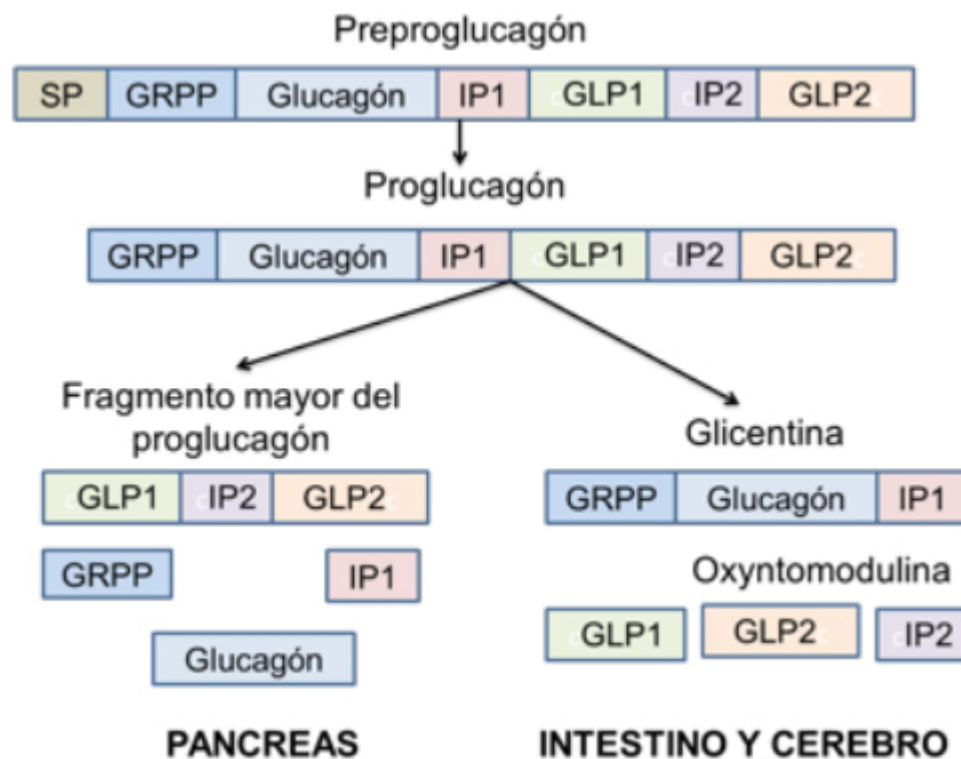 Preproglucagón
SP GRPP Glucagón IP1 GLP1 IP2 GLP2
Proglucagón
GRPP Glucagón IP1 GLP1 IP2 GLP2
Fragmento mayor del
proglucagón
GLP1 IP2 GLP2
GRPP IP1
Glucagón
PANCREAS
Glicentina
GRPP Glucagón IP1
Oxyntomodulina
GLP1 GLP2 IP2
INTESTINO Y CEREBRO